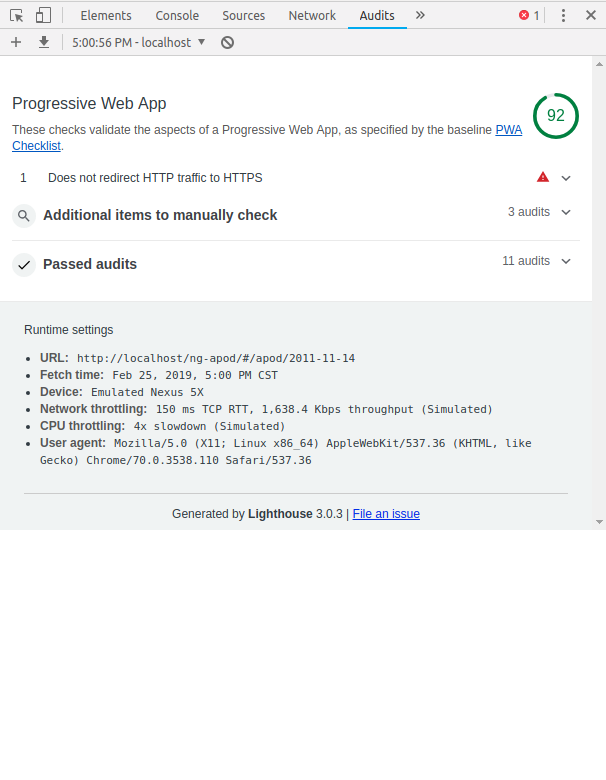 Elements Console Sources Network Audits » 1
5:00:56 PM - localhost
Progressive Web App
92
These checks validate the aspects of a Progressive Web App, as specified by the baseline PWA
Checklist.
1 Does not redirect HTTP traffic to HTTPS
Additional items to manually check 3 audits
Passed audits 11 audits
Runtime settings
• URL: http://localhost/ng-apod/#/apod/2011-11-14
• Fetch time: Feb 25, 2019, 5:00 PM CST
• Device: Emulated Nexus 5X
• Network throttling: 150 ms TCP RTT, 1,638.4 Kbps throughput (Simulated)
• CPU throttling: 4x slowdown (Simulated)
• User agent: Mozilla/5.0 (X11; Linux x86_64) AppleWebKit/537.36 (KHTML, like
Gecko) Chrome/70.0.3538.110 Safari/537.36
Generated by Lighthouse 3.0.3 | File an issue